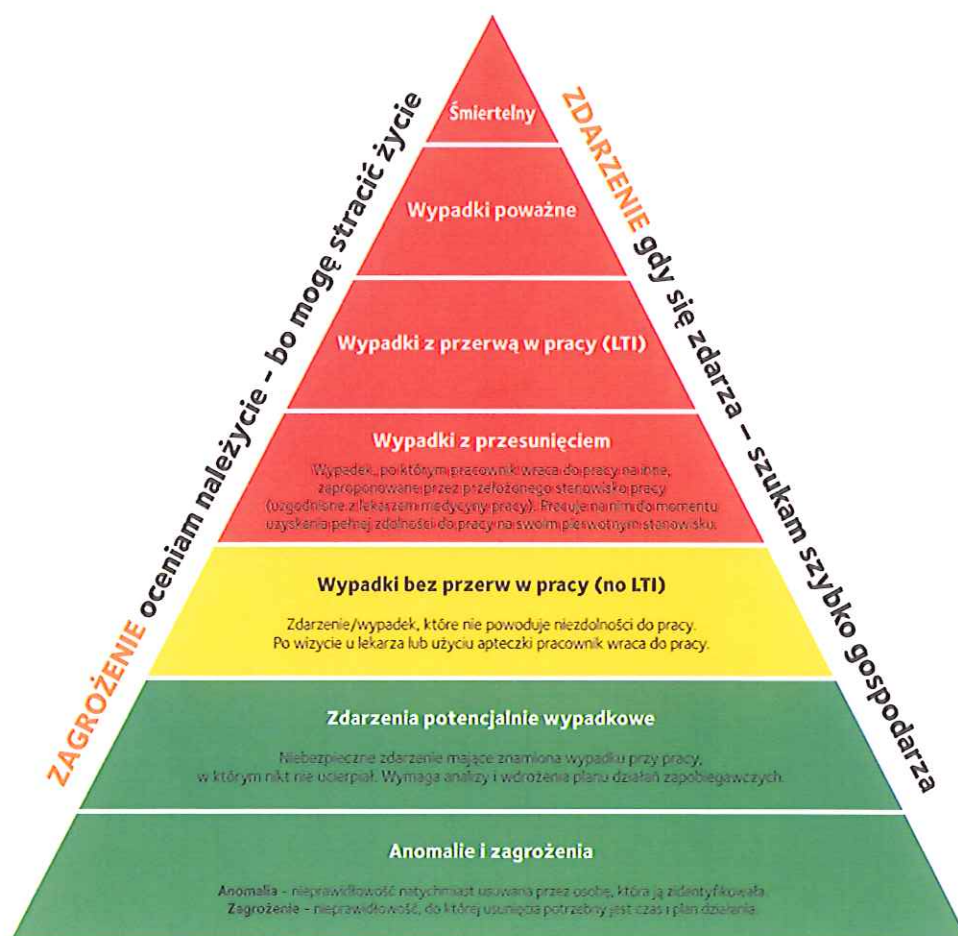 Śmiertelny
Wypadki poważne
Wypadki z przerwą w pracy (LTI)
Wypadki z przesunięciem
Wypadek, po którym pracownik wraca do pracy na inne,
zaproponowane przez przełożonego stanowisko pracy
(uzgodnione z lekarzem medycyny pracy). Pracuje na nim do momentu
uzyskania pełnej zdolności do pracy na swoim pierwotnym stanowisku.
Wypadki bez przerw w pracy (no LTI)
Zdarzenie/wypadek, które nie powoduje niezdolności do pracy.
Po wizycie u lekarza lub użyciu apteczki pracownik wraca do pracy.
Zdarzenia potencjalnie wypadkowe
Niebezpieczne zdarzenie mające znamiona wypadku przy pracy,
w którym nikt nie ucierpiał. Wymaga analizy i wdrożenia planu działań zapobiegawczych.
Anomalie i zagrożenia
Anomalia – nieprawidłowość natychmiast usuwana przez osobę, która ją zidentyfikowała.
Zagrożenie – nieprawidłowość, do której usunięcia potrzebny jest czas i plan działania.
ZAGROŻENIE oceniam należycie – bo mogę stracić życie
ZDARZENIE gdy się zdarza – szukam szybko gospodarza